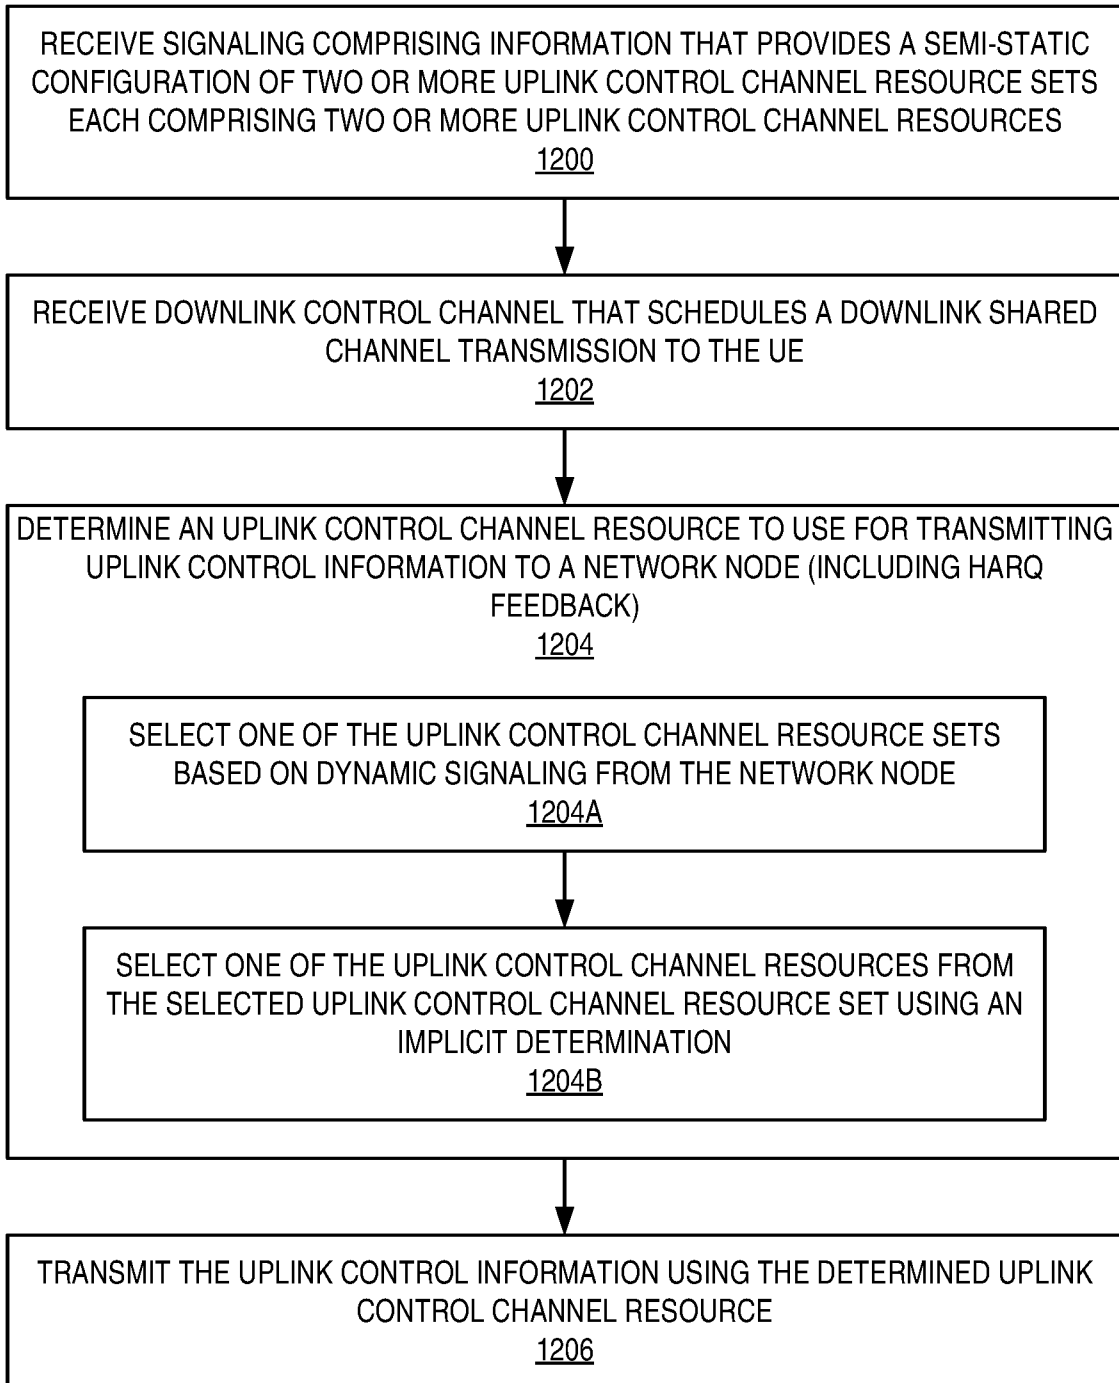 RECEIVE SIGNALING COMPRISING INFORMATION THAT PROVIDES A SEMI-STATIC
CONFIGURATION OF TWO OR MORE UPLINK CONTROL CHANNEL RESOURCE SETS
EACH COMPRISING TWO OR MORE UPLINK CONTROL CHANNEL RESOURCES
1200
RECEIVE DOWNLINK CONTROL CHANNEL THAT SCHEDULES A DOWNLINK SHARED
CHANNEL TRANSMISSION TO THE UE
1202
DETERMINE AN UPLINK CONTROL CHANNEL RESOURCE TO USE FOR TRANSMITTING
UPLINK CONTROL INFORMATION TO A NETWORK NODE (INCLUDING HARQ
FEEDBACK)
1204
SELECT ONE OF THE UPLINK CONTROL CHANNEL RESOURCE SETS
BASED ON DYNAMIC SIGNALING FROM THE NETWORK NODE
1204A
SELECT ONE OF THE UPLINK CONTROL CHANNEL RESOURCES FROM
THE SELECTED UPLINK CONTROL CHANNEL RESOURCE SET USING AN
IMPLICIT DETERMINATION
1204B
TRANSMIT THE UPLINK CONTROL INFORMATION USING THE DETERMINED UPLINK
CONTROL CHANNEL RESOURCE
1206